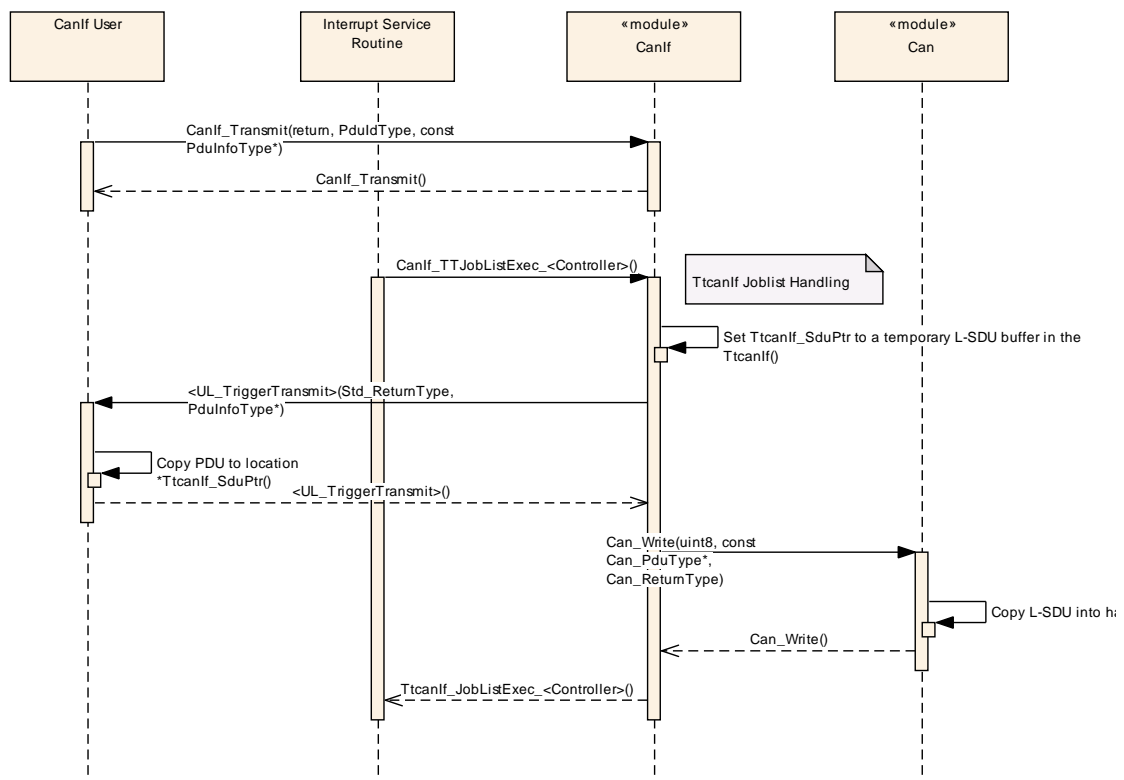 CanIf User
Interrupt Service
Routine
«module»
CanIf
«module»
Can
CanIf_Transmit(return, PduIdType, const
PduInfoType*)
CanIf_Transmit()
CanIf_TTJobListExec_<Controller>()
TtcanIf Joblist Handling
Set TtcanIf_SduPtr to a temporary L-SDU buffer in the
TtcanIf()
<UL_TriggerTransmit>(Std_ReturnType,
PduInfoType*)
Copy PDU to location
*TtcanIf_SduPtr()
<UL_TriggerTransmit>()
Can_Write(uint8, const
Can_PduType*,
Can_ReturnType)
Copy L-SDU into
Can_Write()
TtcanIf_JobListExec_<Controller>()